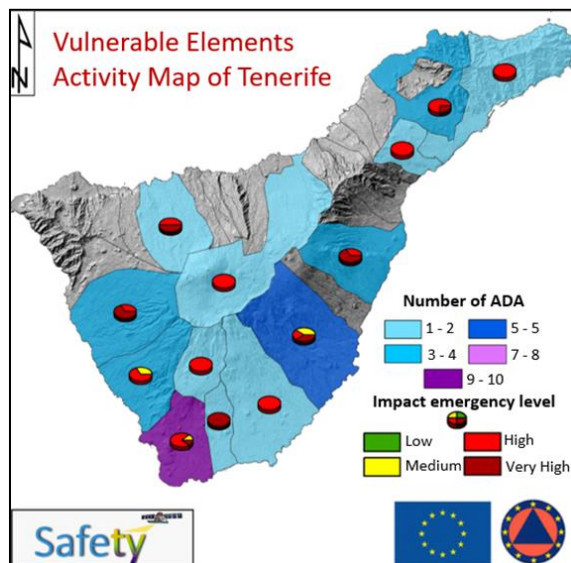 Vulnerable Elements
Activity Map of Tenerife
N
Number of ADA
1 - 2
5 - 5
3 - 4
7 - 8
9 - 10
Impact emergency level
Low
High
Medium
Very High
Safety